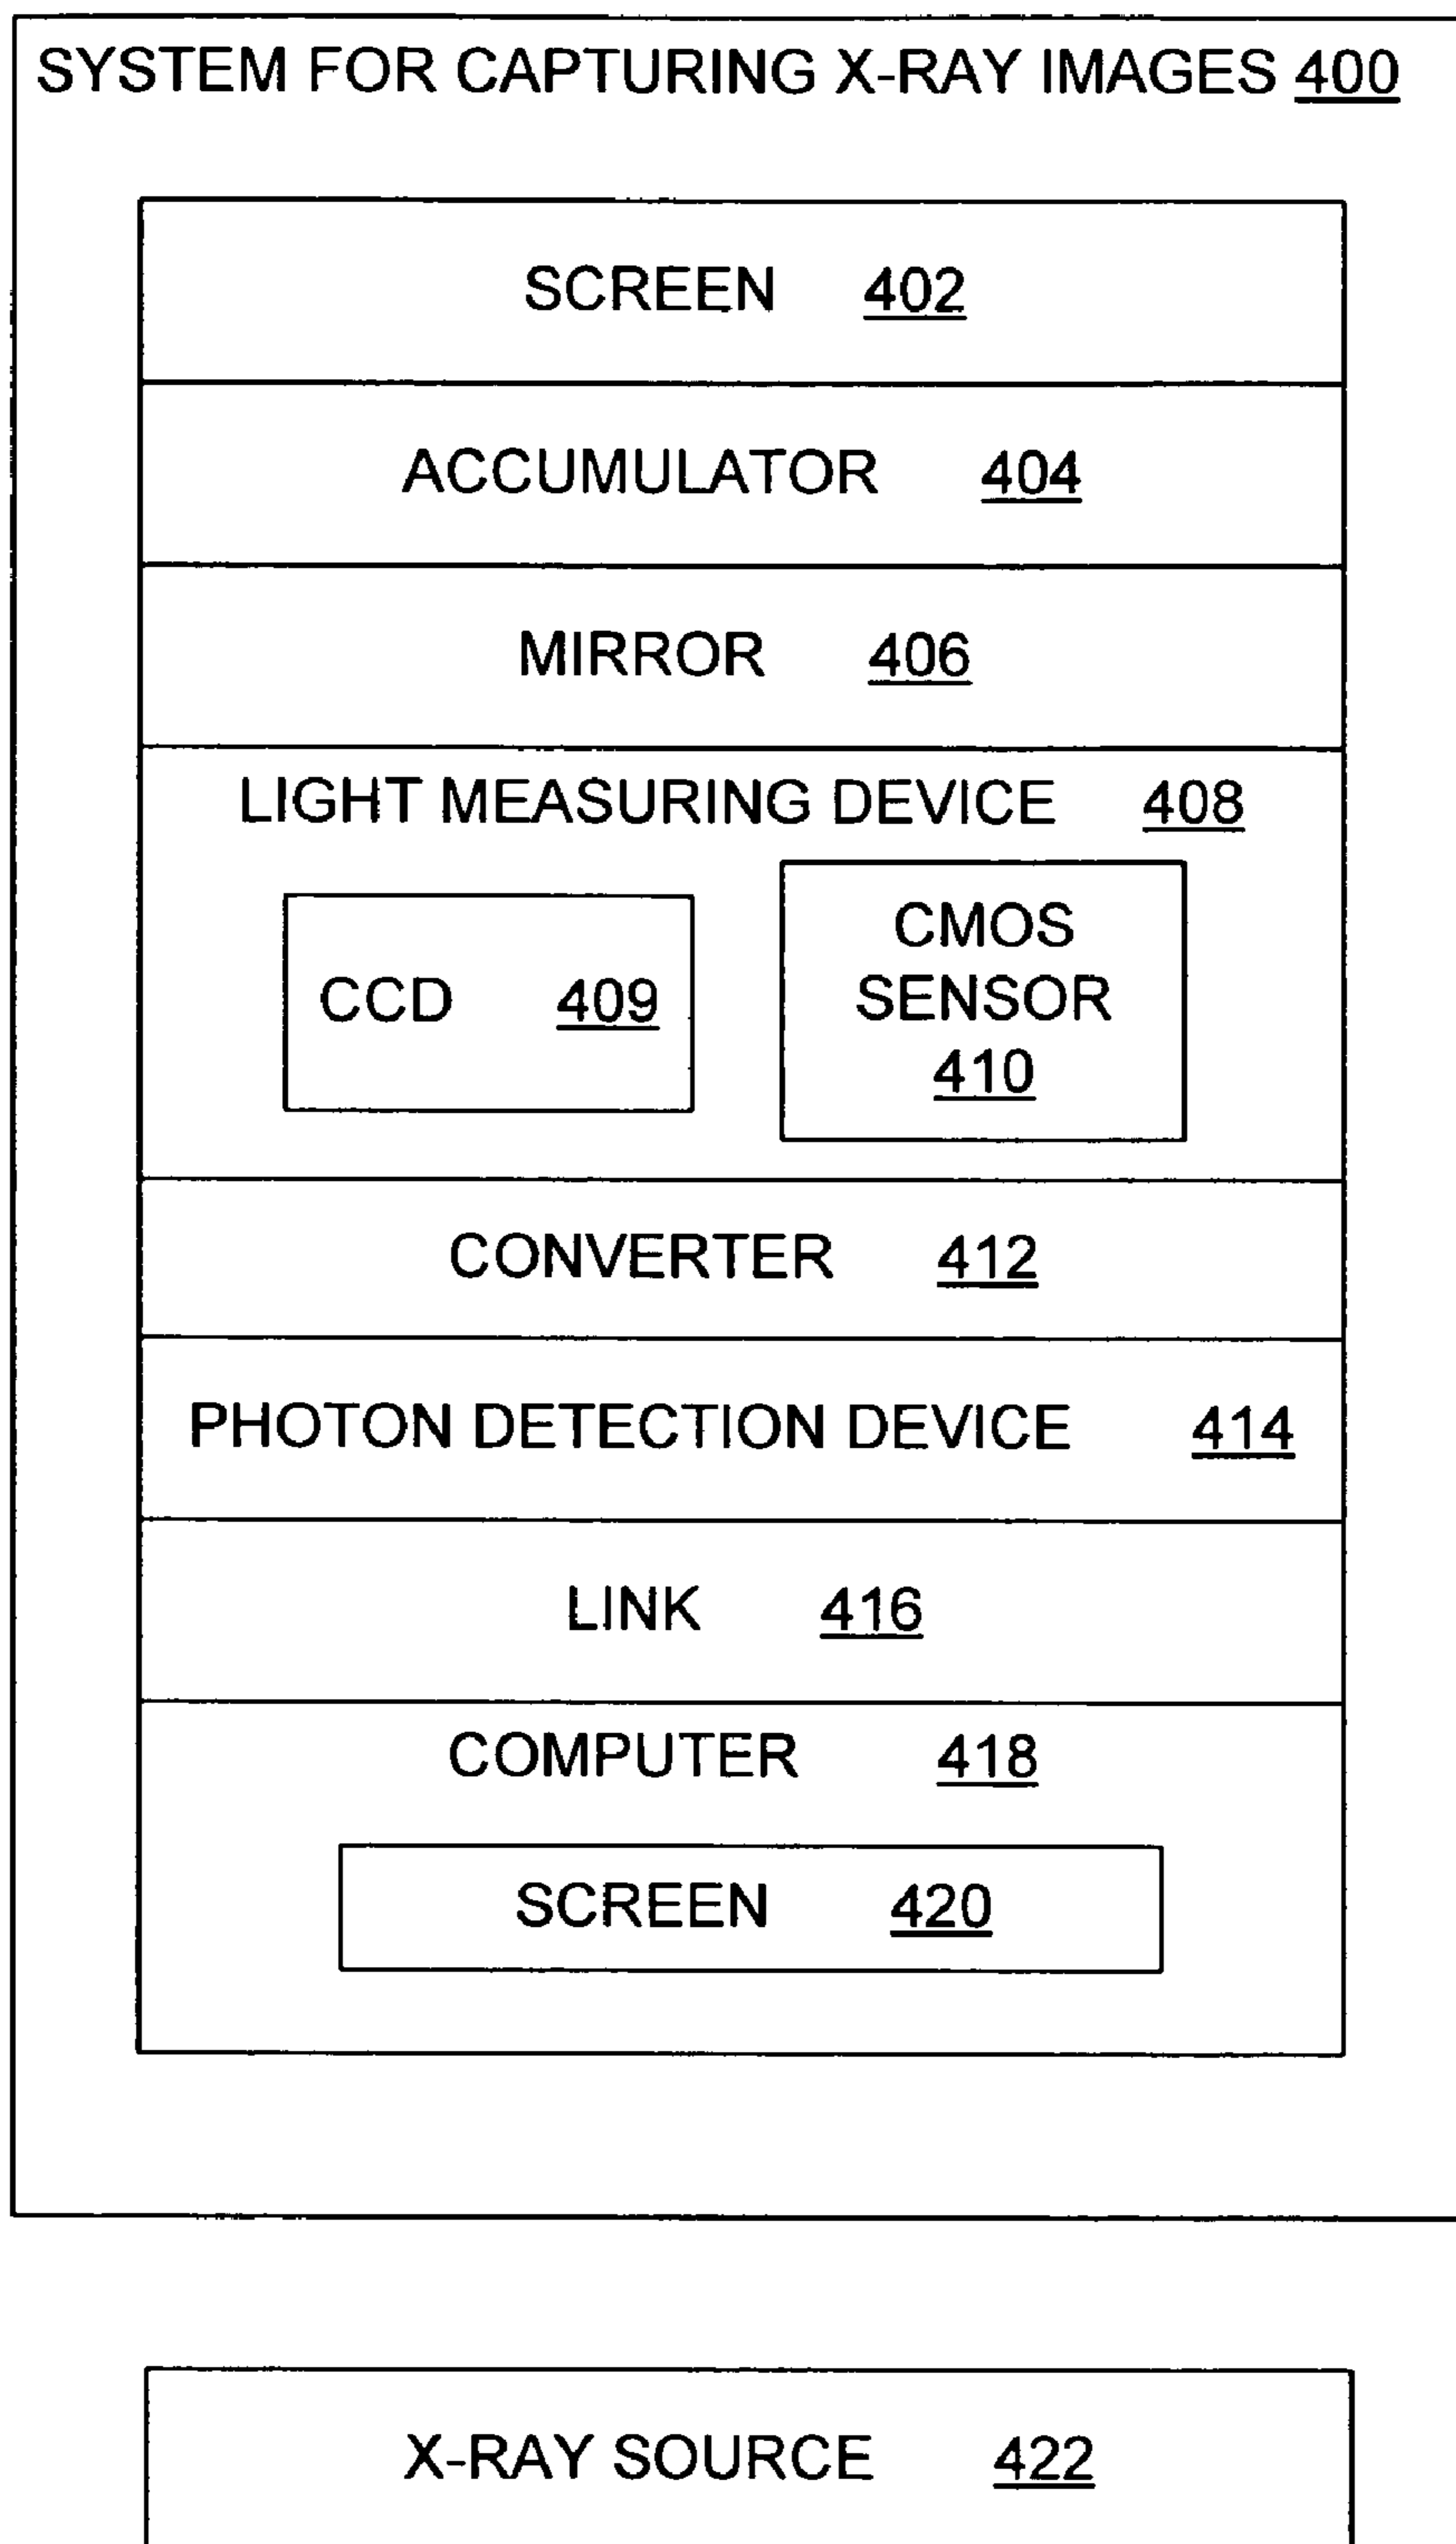 SYSTEM FOR CAPTURING X-RAY IMAGES 400
SCREEN 402
ACCUMULATOR 404
MIRROR 406
LIGHT MEASURING DEVICE 408
CCD 409
CMOS
SENSOR
410
CONVERTER 412
PHOTON DETECTION DEVICE 414
LINK 416
COMPUTER 418
SCREEN 420
X-RAY SOURCE 422